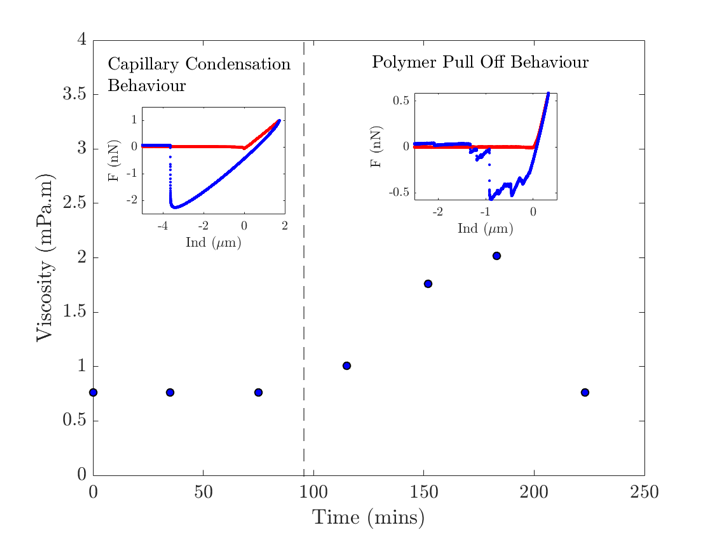 4
3.5
3
2.5
2
1.5
1
0.5
0
Viscosity (mPa.m)
0 50 100 150 200 250
Time (mins)
Capillary Condensation
Behaviour
1
0
-1
-2
F (nN)
-4 -2 0 2
Ind (μm)
Polymer Pull Off Behaviour
0.5
0
-0.5
F (nN)
-2 -1 0
Ind (μm)